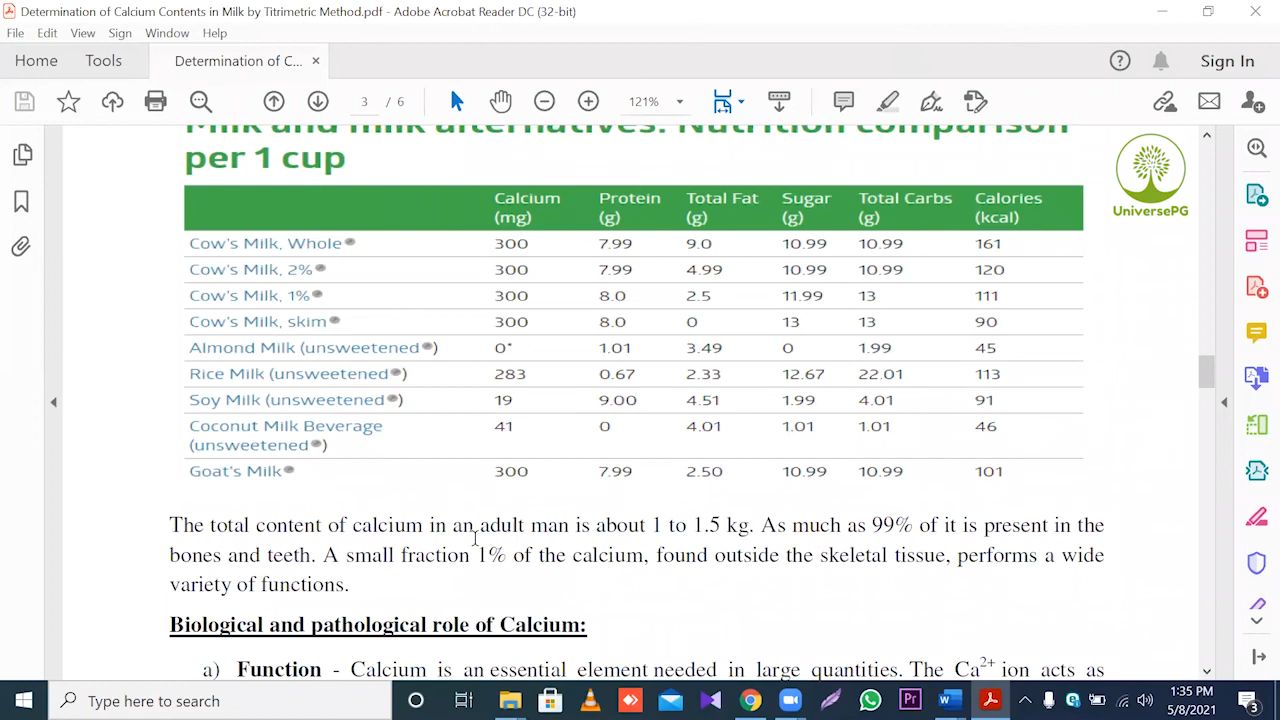 Determination of Calcium Contents in Milk by Titrimetric Method.pdf - Adobe Acrobat Reader DC (32-bit)
File Edit View Sign Window Help
Home Tools Determination of C... × Sign In
3 / 6 121%
Milk and milk alternatives: Nutrition comparison
per 1 cup
UniversePG
Calcium (mg) Protein (g) Total Fat (g) Sugar (g) Total Carbs (g) Calories (kcal)
Cow's Milk, Whole 300 7.99 9.0 10.99 10.99 161
Cow's Milk, 2% 300 7.99 4.99 10.99 10.99 120
Cow's Milk, 1% 300 8.0 2.5 11.99 13 111
Cow's Milk, skim 300 8.0 0 13 13 90
Almond Milk (unsweetened) 0* 1.01 3.49 0 1.99 45
Rice Milk (unsweetened) 283 0.67 2.33 12.67 22.01 113
Soy Milk (unsweetened) 19 9.00 4.51 1.99 4.01 91
Coconut Milk Beverage 41 0 4.01 1.01 1.01 46
(unsweetened)
Goat's Milk 300 7.99 2.50 10.99 10.99 101
The total content of calcium in an adult man is about 1 to 1.5 kg. As much as 99% of it is present in the
bones and teeth. A small fraction 1% of the calcium, found outside the skeletal tissue, performs a wide
variety of functions.
Biological and pathological role of Calcium:
a) Function - Calcium is an essential element needed in large quantities. The Ca²⁺ ion acts as
Type here to search
Pr
1:35 PM
5/8/2021
3